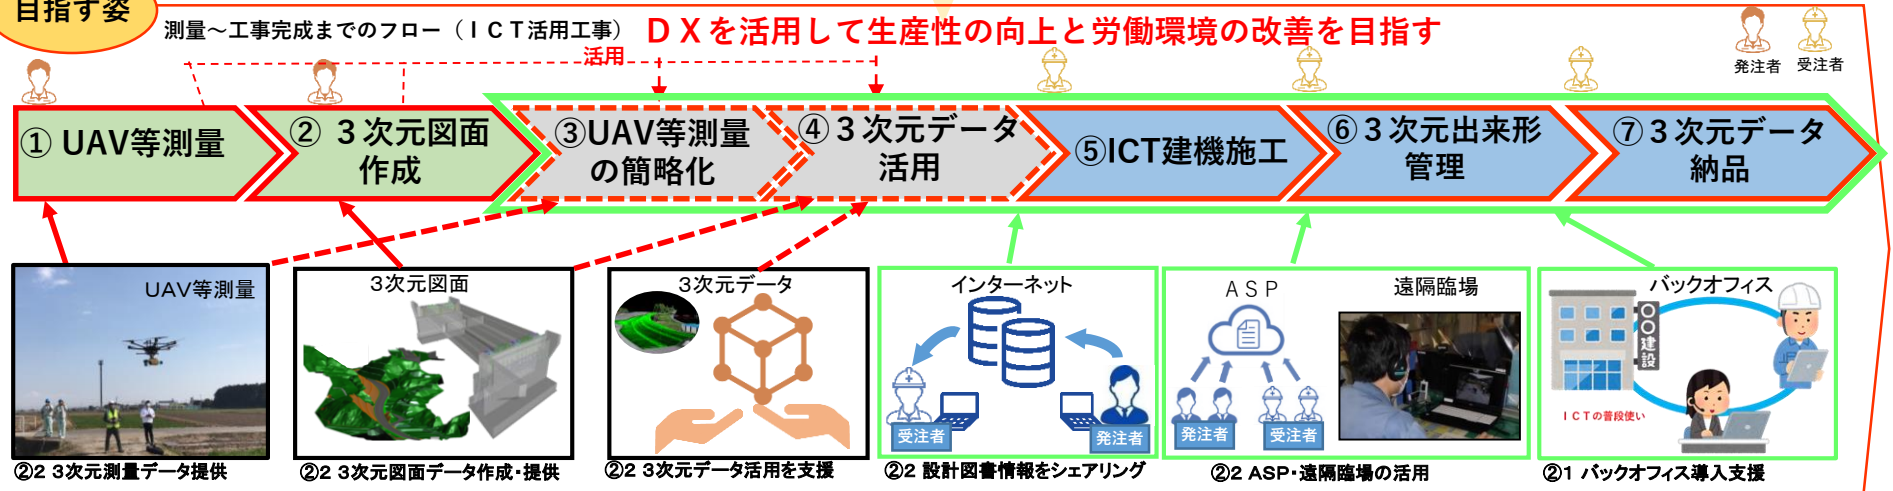 目指す姿
測量～工事完成までのフロー（ＩＣＴ活用工事）
ＤＸを活用して生産性の向上と労働環境の改善を目指す
活用
発注者
受注者
① UAV等測量
② ３次元図面
作成
③UAV等測量
の簡略化
④３次元データ
活用
⑤ICT建機施工
⑥３次元出来形
管理
⑦３次元データ
納品
UAV等測量
3次元図面
3次元データ
インターネット
受注者
発注者
ＡＳＰ
遠隔臨場
発注者
受注者
バックオフィス
〇〇建設
ＩＣＴの普段使い
②2 3次元測量データ提供
②2 3次元図面データ作成・提供
②2 3次元データ活用を支援
②2 設計図書情報をシェアリング
②2 ASP・遠隔臨場の活用
②1 バックオフィス導入支援